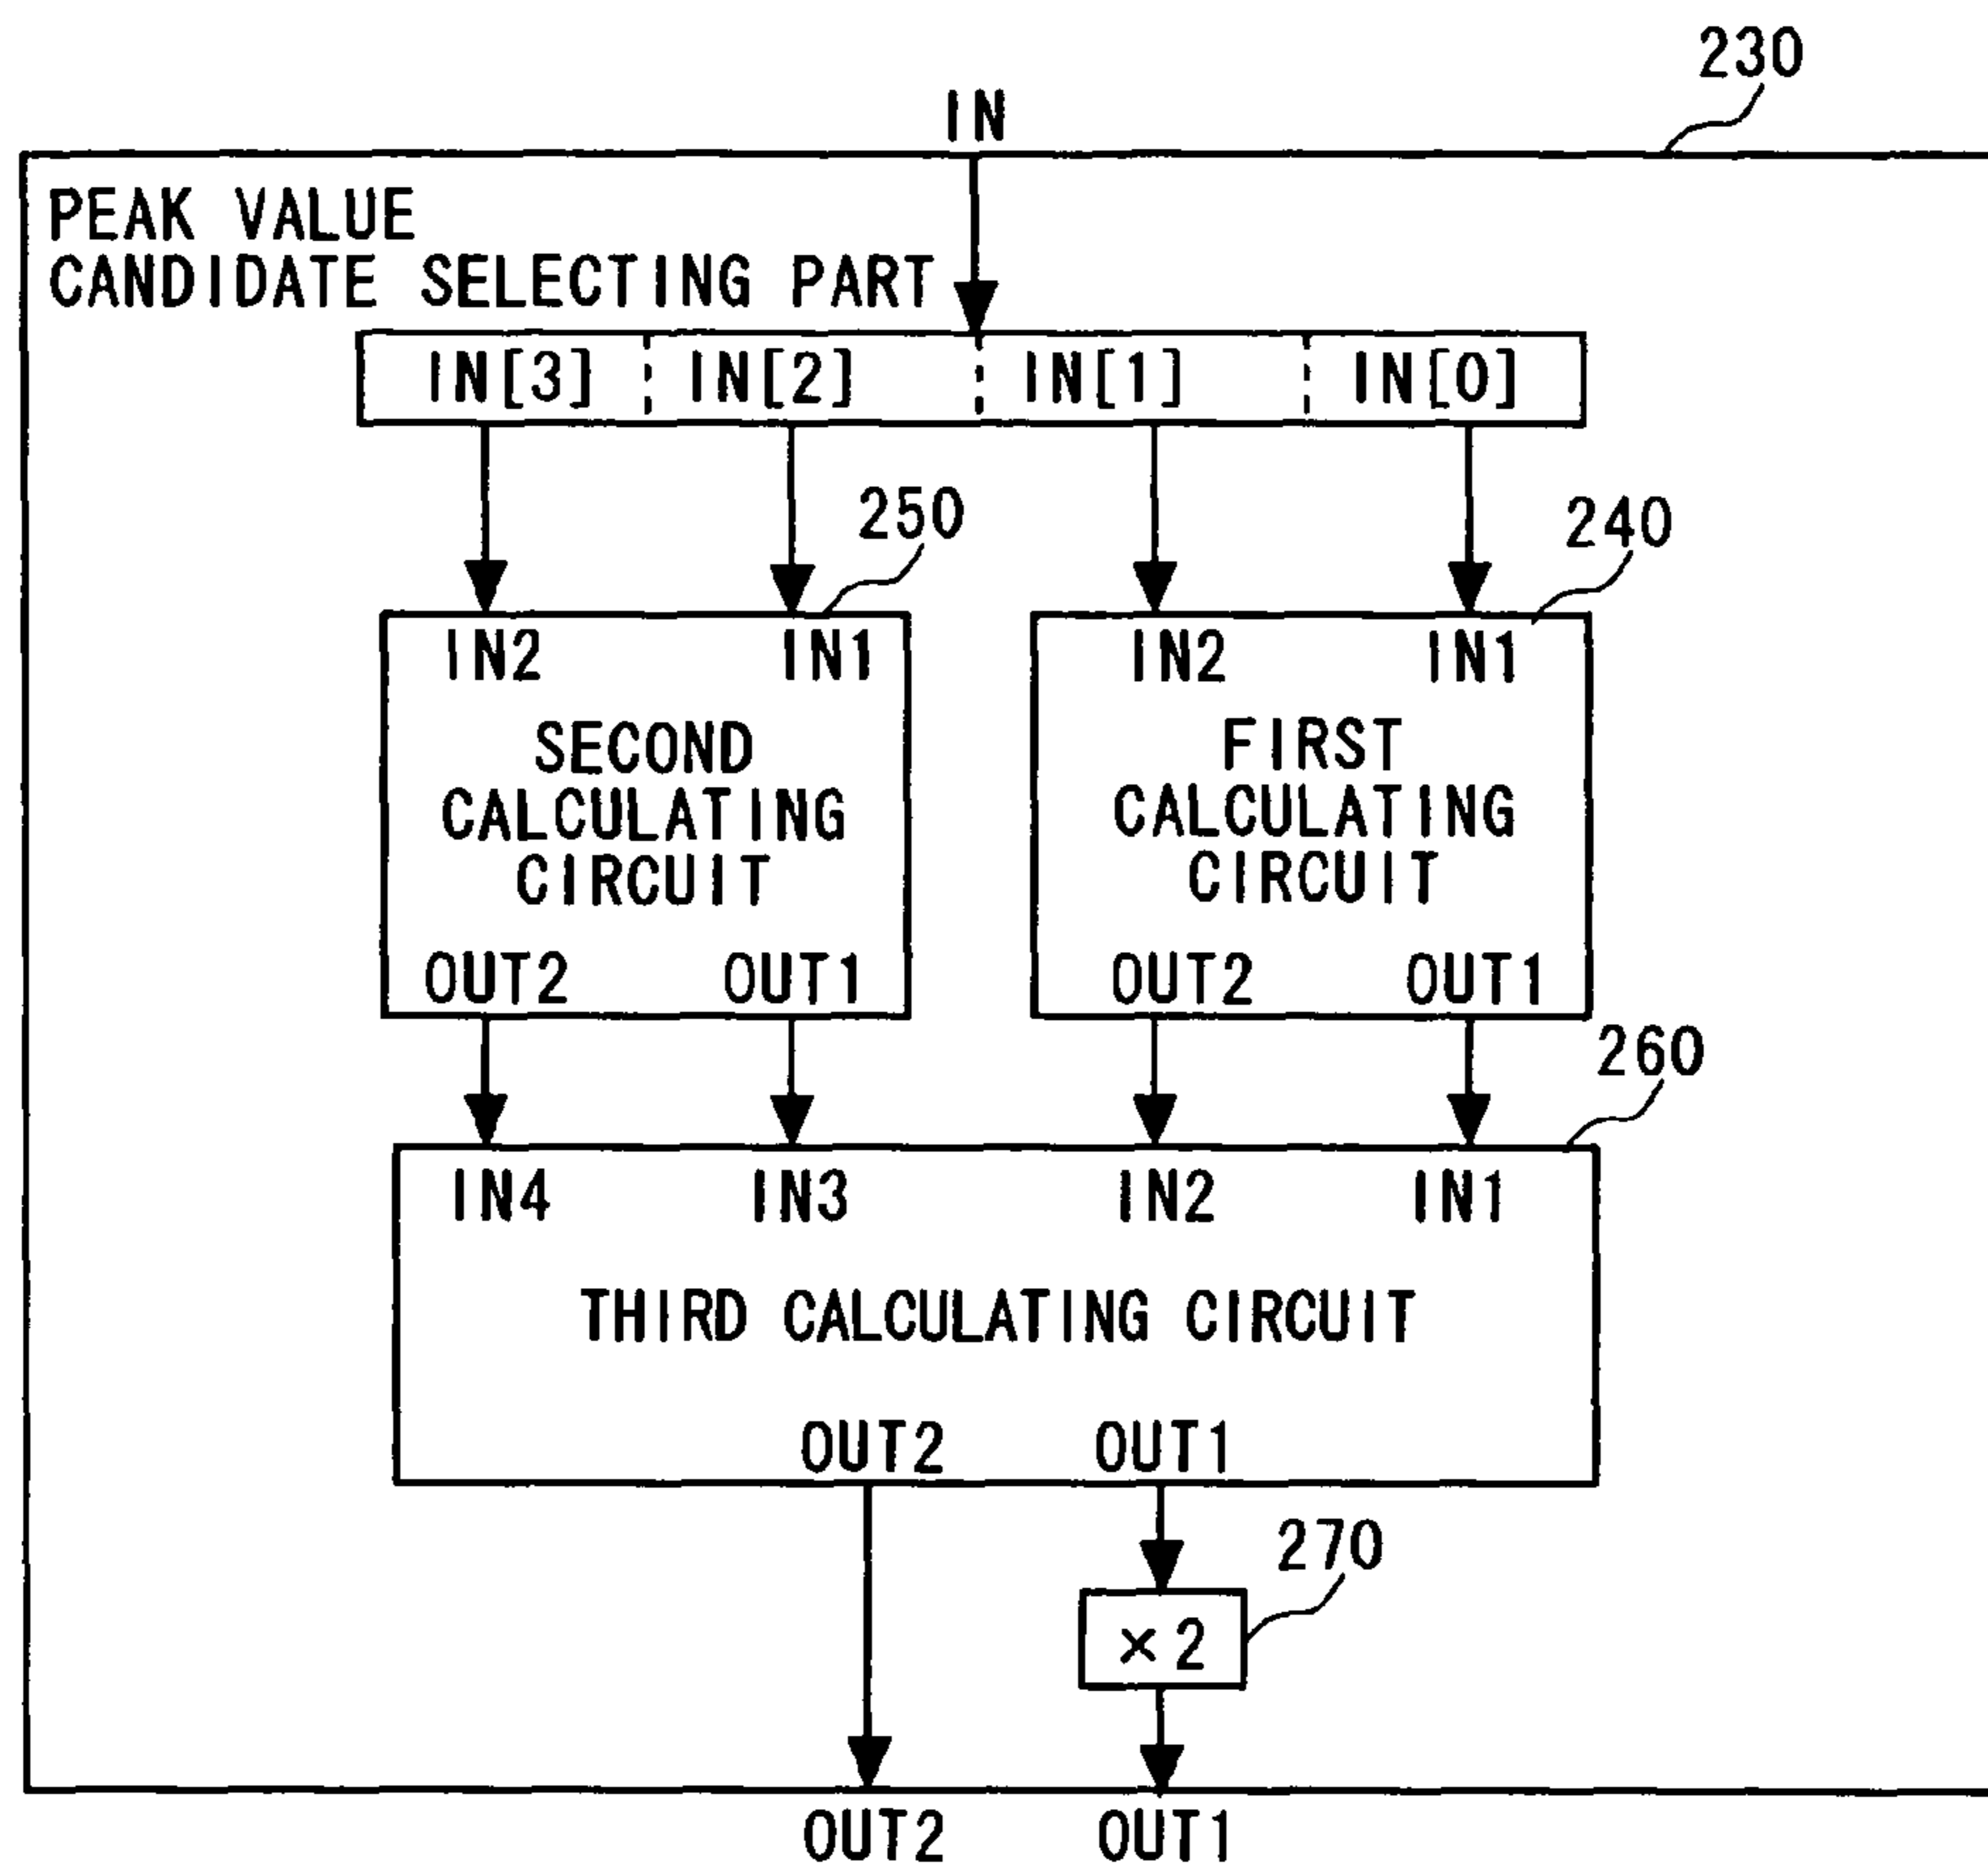 230
IN
PEAK VALUE
CANDIDATE SELECTING PART
IN[3] IN[2] IN[1] IN[0]
250
240
IN2 IN1
IN2 IN1
SECOND
CALCULATING
CIRCUIT
FIRST
CALCULATING
CIRCUIT
OUT2 OUT1
OUT2 OUT1
260
IN4 IN3 IN2 IN1
THIRD CALCULATING CIRCUIT
OUT2 OUT1
270
×2
OUT2 OUT1